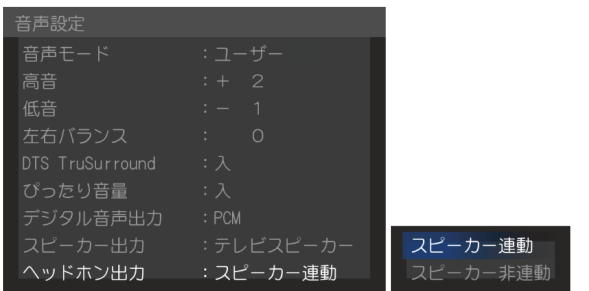 音声設定
音声モード :ユーザー
高音 :+ 2
低音 :- 1
左右バランス : 0
DTS TruSurround :入
ぴったり音量 :入
デジタル音声出力 :PCM
スピーカー出力 :テレビスピーカー
ヘッドホン出力 :スピーカー連動
スピーカー連動
スピーカー非連動